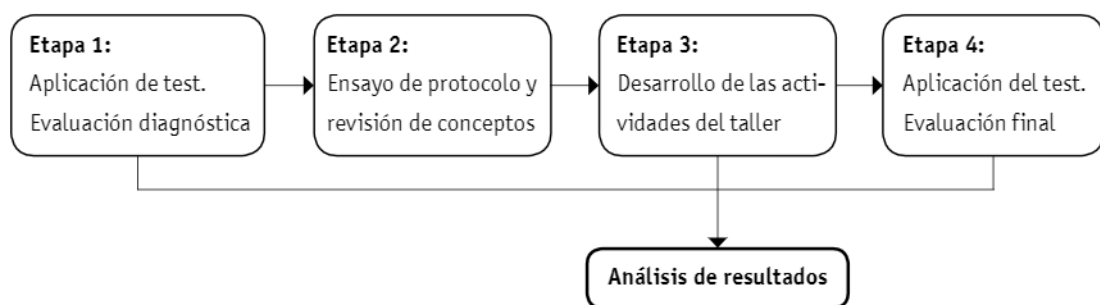 Etapa 1:
Aplicación de test.
Evaluación diagnóstica
Etapa 2:
Ensayo de protocolo y
revisión de conceptos
Etapa 3:
Desarrollo de las acti-
vidades del taller
Etapa 4:
Aplicación del test.
Evaluación final
Análisis de resultados